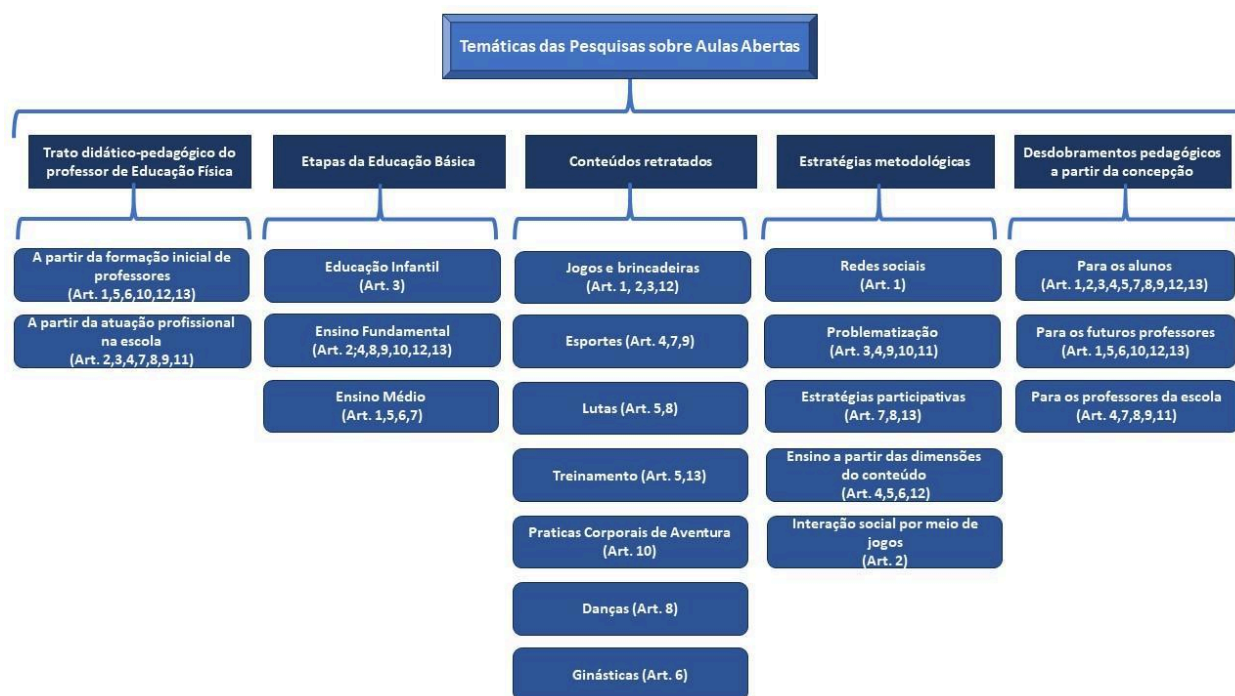 Temáticas das Pesquisas sobre Aulas Abertas
Trato didático-pedagógico do
professor de Educação Física
A partir da formação inicial de
professores
(Art. 1,5,6,10,12,13)
A partir da atuação profissional
na escola
(Art. 2,3,4,7,8,9,11)
Etapas da Educação Básica
Educação Infantil
(Art. 3)
Ensino Fundamental
(Art. 2;4,8,9,10,12,13)
Ensino Médio
(Art. 1,5,6,7)
Conteúdos retratados
Jogos e brincadeiras
(Art. 1, 2,3,12)
Esportes (Art. 4,7,9)
Lutas (Art. 5,8)
Treinamento (Art. 5,13)
Praticas Corporais de Aventura
(Art. 10)
Danças (Art. 8)
Ginásticas (Art. 6)
Estratégias metodológicas
Redes sociais
(Art. 1)
Problematização
(Art. 3,4,9,10,11)
Estratégias participativas
(Art. 7,8,13)
Ensino a partir das dimensões
do conteúdo
(Art. 4,5,6,12)
Interação social por meio de
jogos
(Art. 2)
Desdobramentos pedagógicos
a partir da concepção
Para os alunos
(Art. 1,2,3,4,5,7,8,9,12,13)
Para os futuros professores
(Art. 1,5,6,10,12,13)
Para os professores da escola
(Art. 4,7,8,9,11)